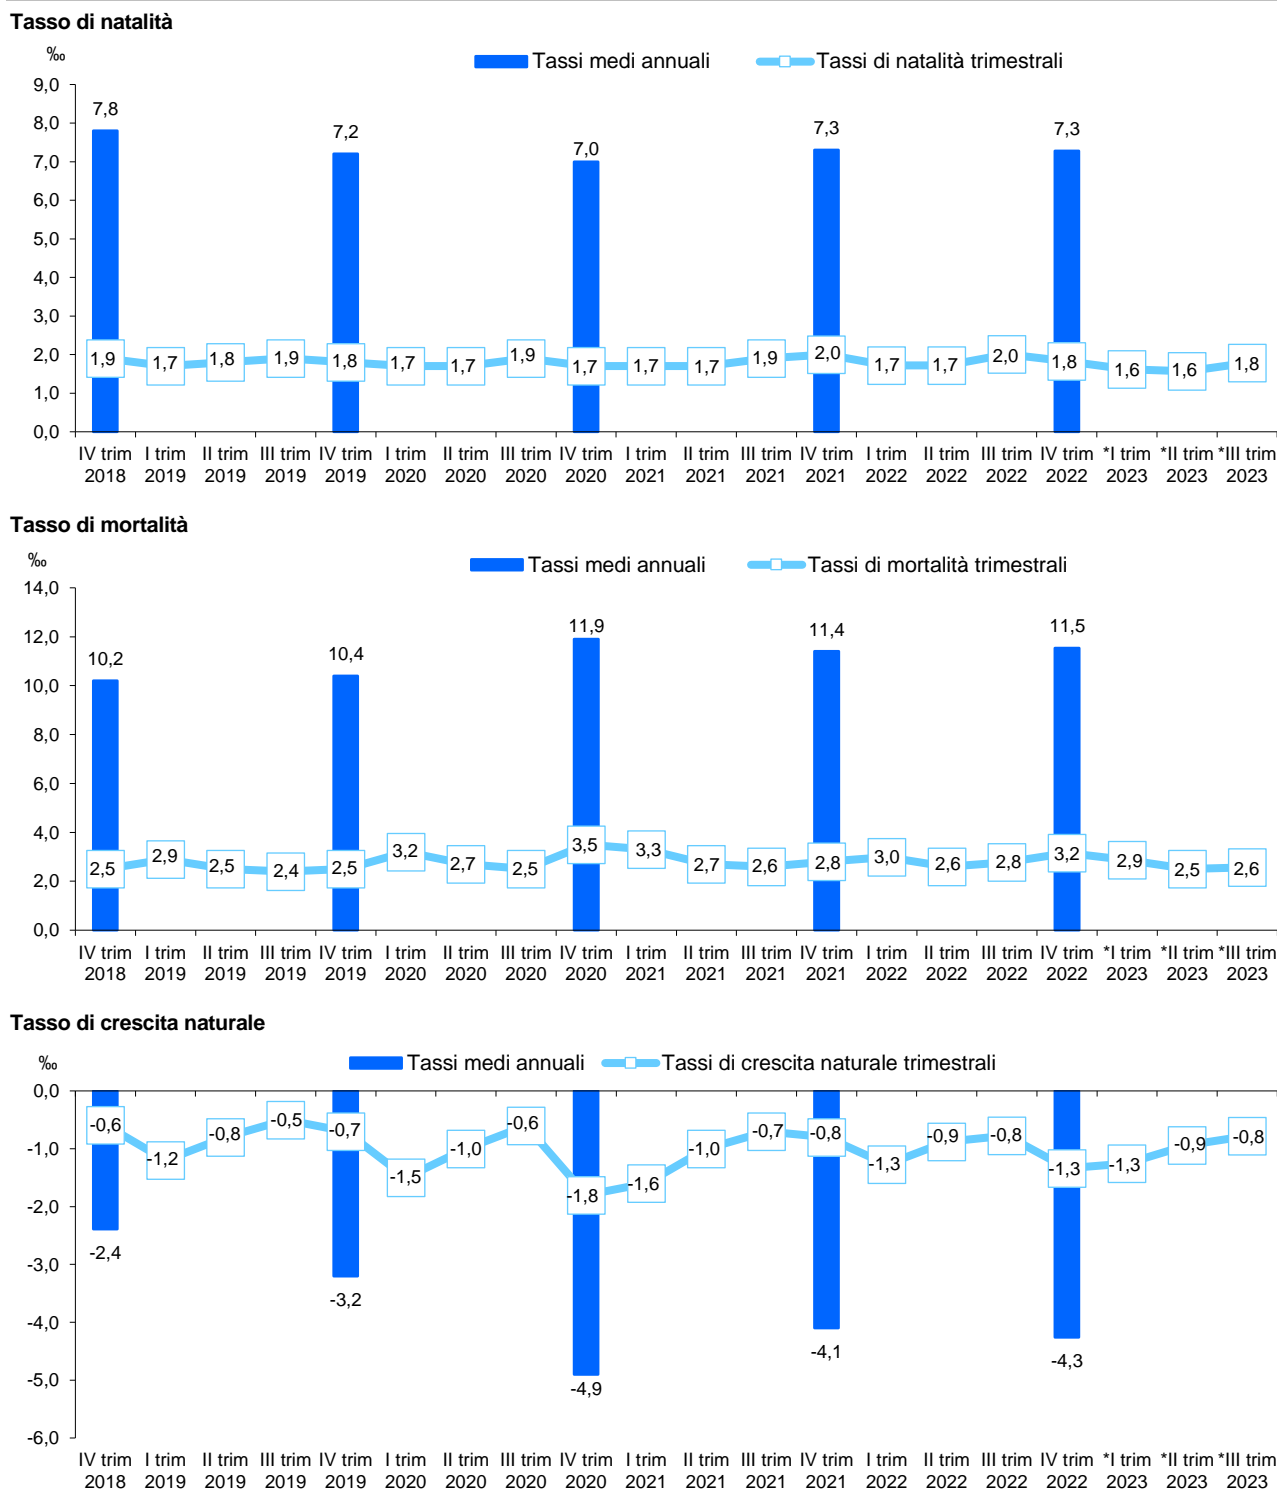 Tasso di natalità
‰
Tassi medi annuali Tassi di natalità trimestrali
9,0
8,0
7,0
6,0
5,0
4,0
3,0
2,0
1,0
0,0
7,8 7,2 7,0 7,3 7,3
1,9 1,7 1,8 1,9 1,8 1,7 1,7 1,9 1,7 1,7 1,7 1,9 2,0 1,7 1,7 2,0 1,8 1,6 1,6 1,8
IV trim I trim II trim III trim IV trim I trim II trim III trim IV trim I trim II trim III trim IV trim I trim II trim III trim IV trim *I trim *II trim *III trim
2018 2019 2019 2019 2019 2020 2020 2020 2020 2021 2021 2021 2021 2022 2022 2022 2022 2023 2023 2023
Tasso di mortalità
‰
Tassi medi annuali Tassi di mortalità trimestrali
14,0
12,0
10,0
8,0
6,0
4,0
2,0
0,0
10,2 10,4 11,9 11,4 11,5
2,5 2,9 2,5 2,4 2,5 3,2 2,7 2,5 3,5 3,3 2,7 2,6 2,8 3,0 2,6 2,8 3,2 2,9 2,5 2,6
IV trim I trim II trim III trim IV trim I trim II trim III trim IV trim I trim II trim III trim IV trim I trim II trim III trim IV trim *I trim *II trim *III trim
2018 2019 2019 2019 2019 2020 2020 2020 2020 2021 2021 2021 2021 2022 2022 2022 2022 2023 2023 2023
Tasso di crescita naturale
‰
Tassi medi annuali Tassi di crescita naturale trimestrali
0,0
-1,0
-2,0
-3,0
-4,0
-5,0
-6,0
-0,6 -1,2 -0,8 -0,5 -0,7 -1,5 -1,0 -0,6 -1,8 -1,6 -1,0 -0,7 -0,8 -1,3 -0,9 -0,8 -1,3 -1,3 -0,9 -0,8
-2,4 -3,2 -4,9 -4,1 -4,3
IV trim I trim II trim III trim IV trim I trim II trim III trim IV trim I trim II trim III trim IV trim I trim II trim III trim IV trim *I trim *II trim *III trim
2018 2019 2019 2019 2019 2020 2020 2020 2020 2021 2021 2021 2021 2022 2022 2022 2022 2023 2023 2023